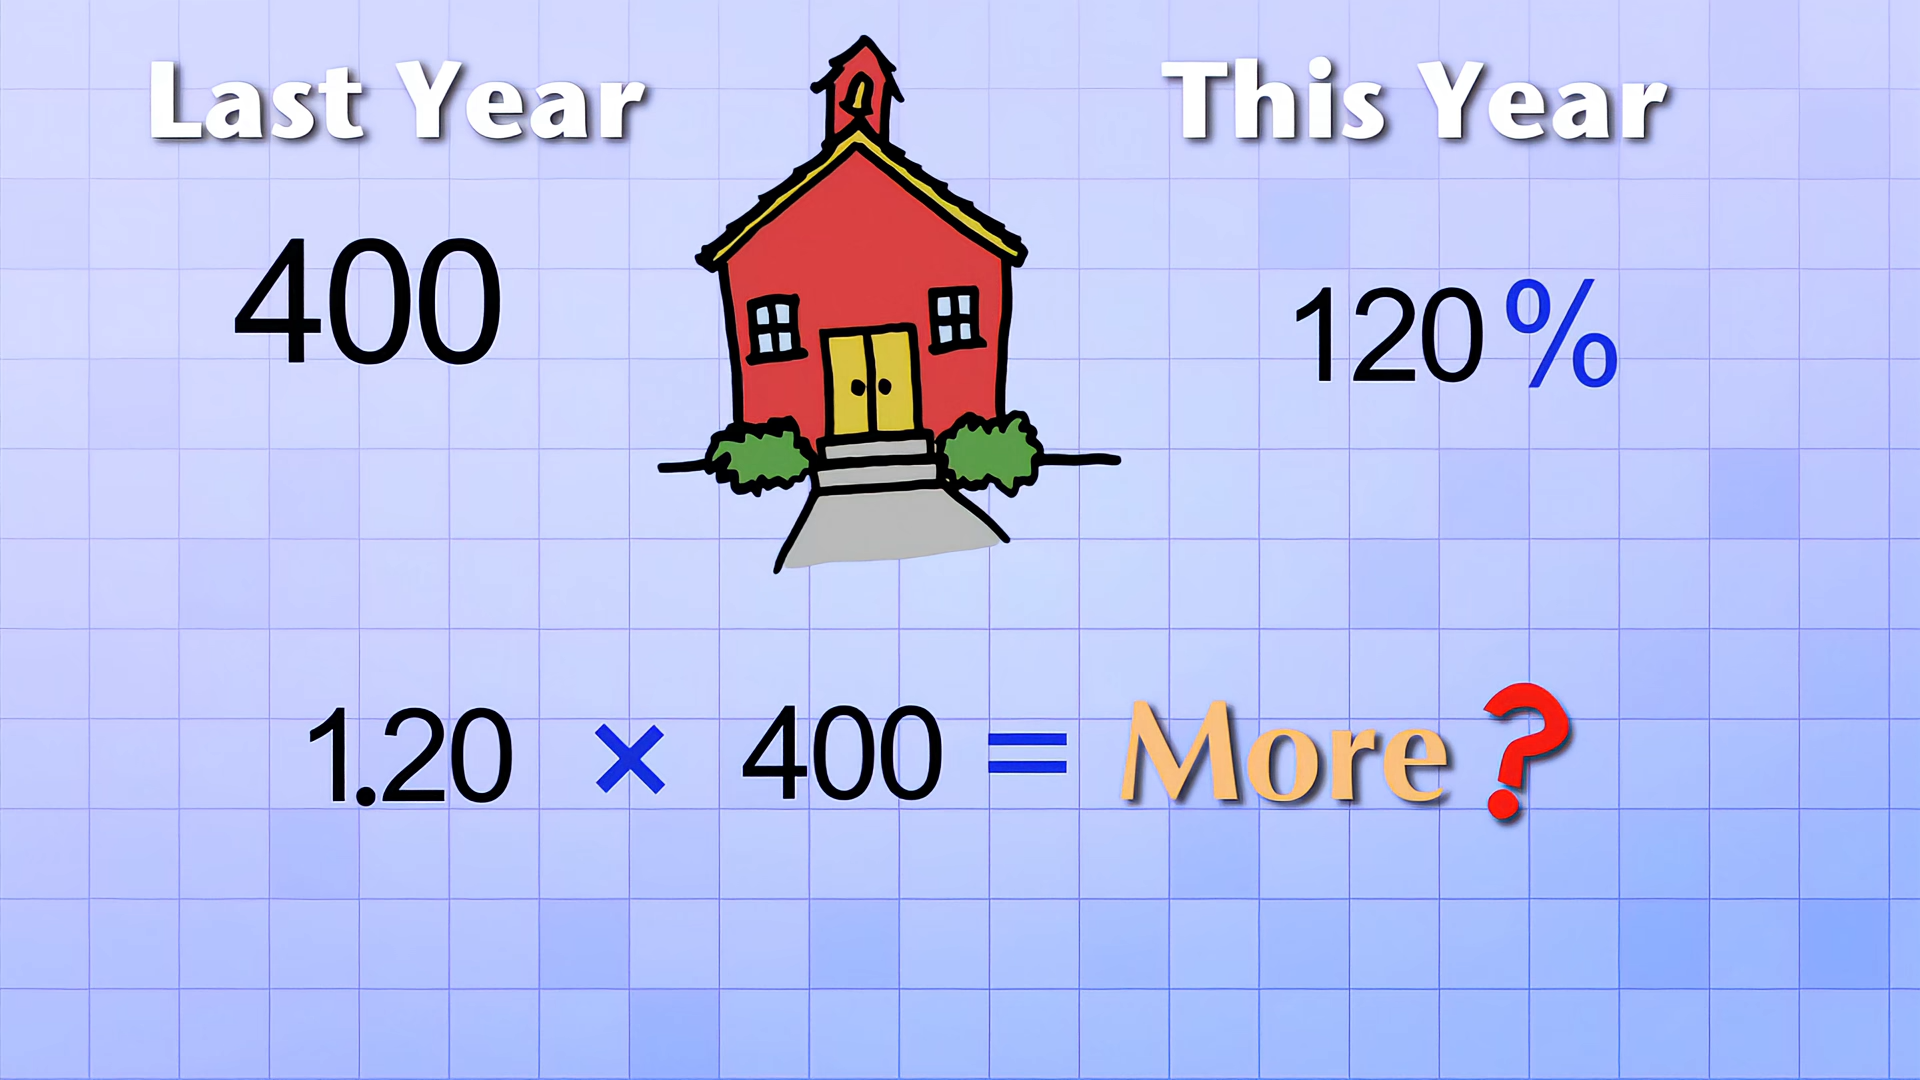 Last Year
This Year
400
120 %
1.20 × 400 = More ?